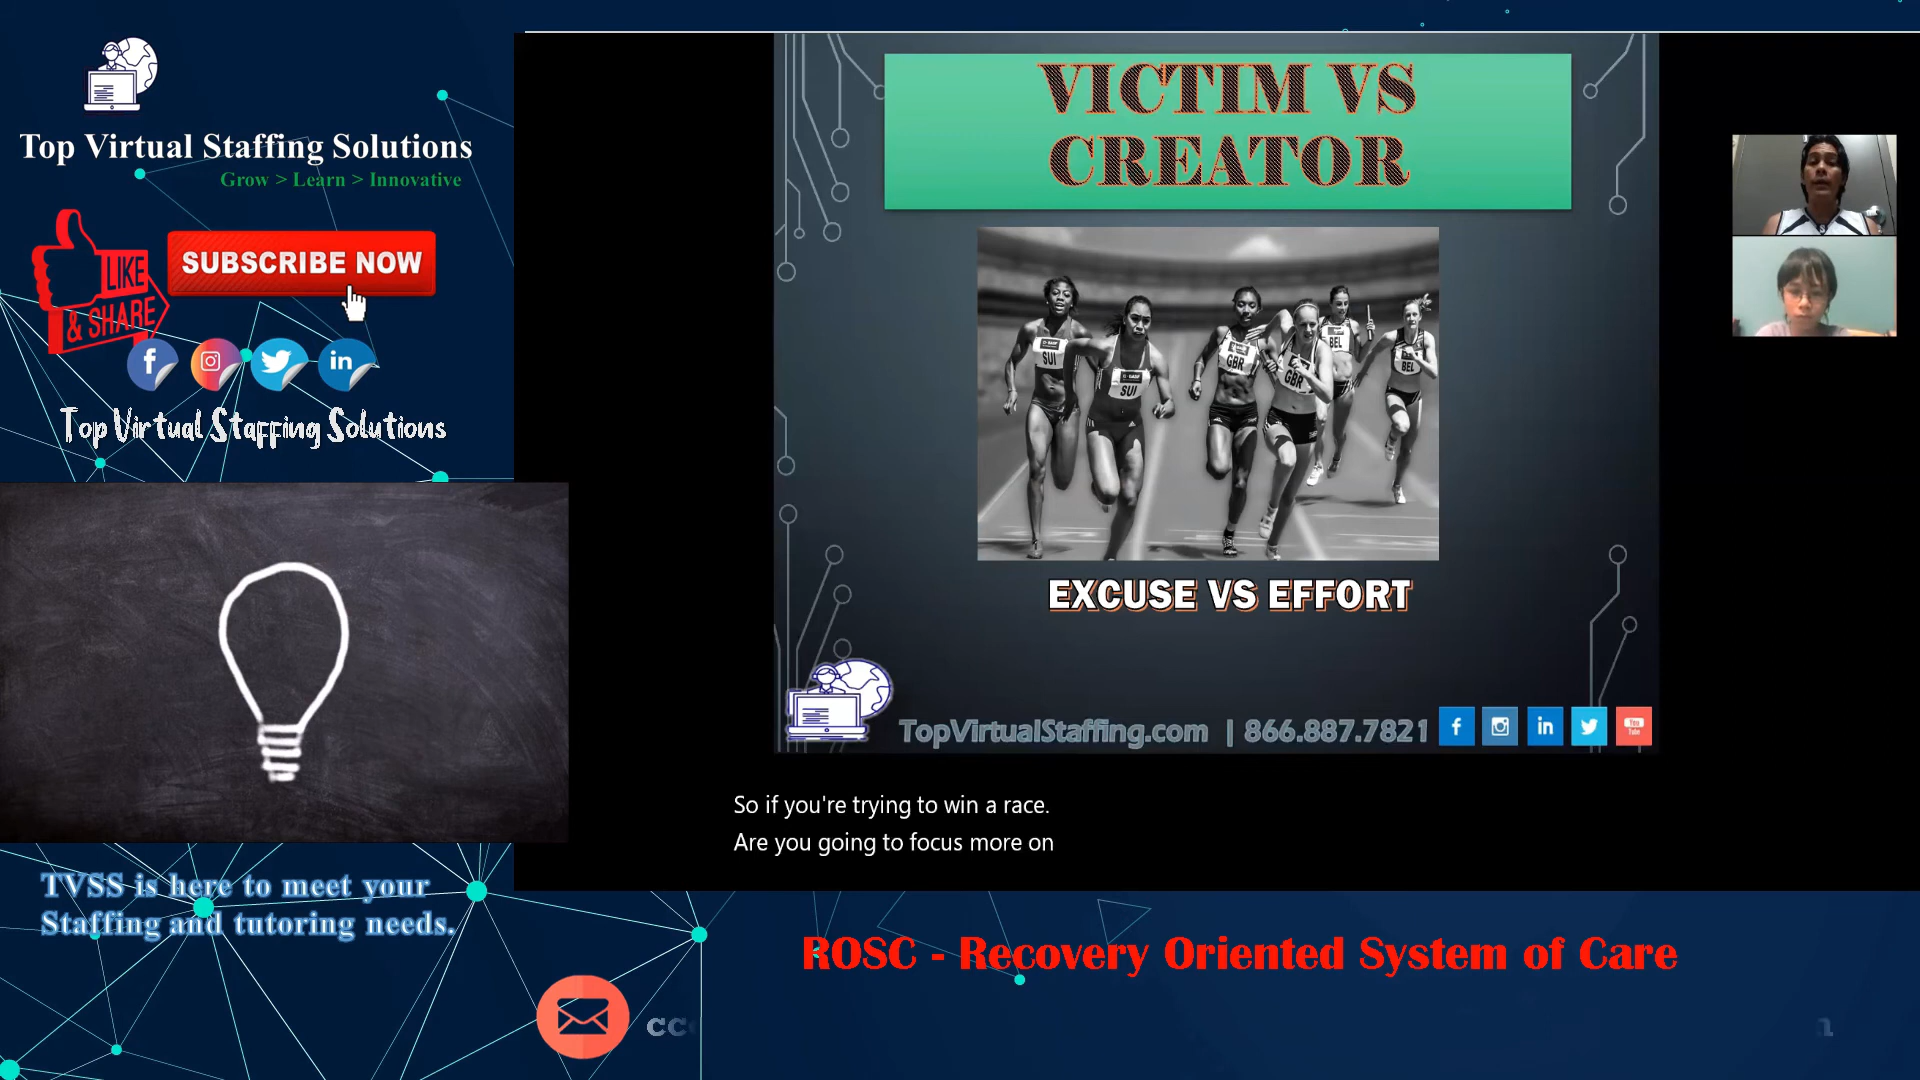 Top Virtual Staffing Solutions
Grow > Learn > Innovative
LIKE
& SHARE
SUBSCRIBE NOW
Top Virtual Staffing Solutions
TVSS is here to meet your
Staffing and tutoring needs.
VICTIM VS
CREATOR
SUI
SUI
GBR
GBR
BEL
BEL
EXCUSE VS EFFORT
TopVirtualStaffing.com | 866.887.7821
You
Tube
So if you're trying to win a race.
Are you going to focus more on
ROSC - Recovery Oriented System of Care